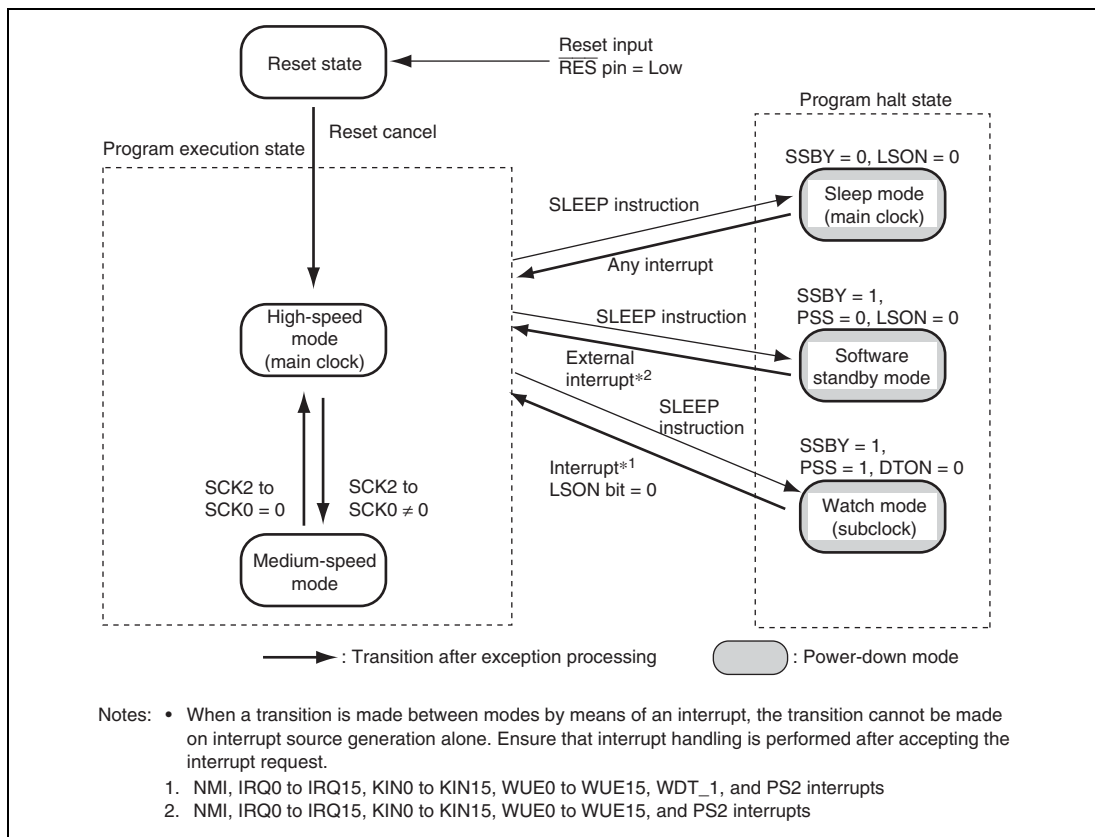 Reset state
Reset input
RES pin = Low
Reset cancel
Program execution state
Program halt state
SSBY = 0, LSON = 0
Sleep mode
(main clock)
SLEEP instruction
Any interrupt
High-speed
mode
(main clock)
SSBY = 1,
PSS = 0, LSON = 0
Software
standby mode
SLEEP instruction
External
interrupt*2
SLEEP
instruction
Interrupt*1
LSON bit = 0
SSBY = 1,
PSS = 1, DTON = 0
Watch mode
(subclock)
SCK2 to
SCK0 = 0
SCK2 to
SCK0 ≠ 0
Medium-speed
mode
: Transition after exception processing
: Power-down mode
Notes: • When a transition is made between modes by means of an interrupt, the transition cannot be made
on interrupt source generation alone. Ensure that interrupt handling is performed after accepting the
interrupt request.
1. NMI, IRQ0 to IRQ15, KIN0 to KIN15, WUE0 to WUE15, WDT_1, and PS2 interrupts
2. NMI, IRQ0 to IRQ15, KIN0 to KIN15, WUE0 to WUE15, and PS2 interrupts